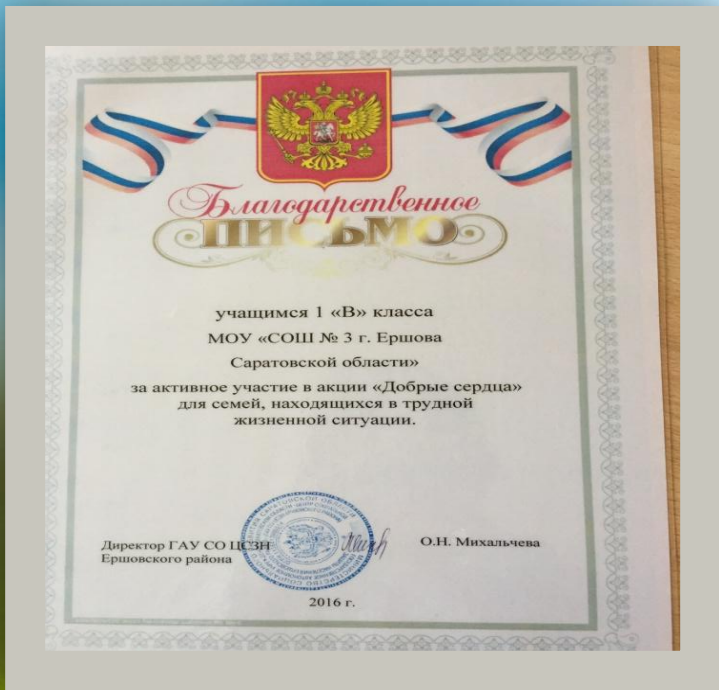 Благодарственное
ПИСЬМО
учащимся 1 «В» класса
МОУ «СОШ № 3 г. Ершова
Саратовской области»
за активное участие в акции «Добрые сердца»
для семей, находящихся в трудной
жизненной ситуации.
Директор ГАУ СО ЦСЗН
Ершовского района
О.Н. Михальчева
2016 г.